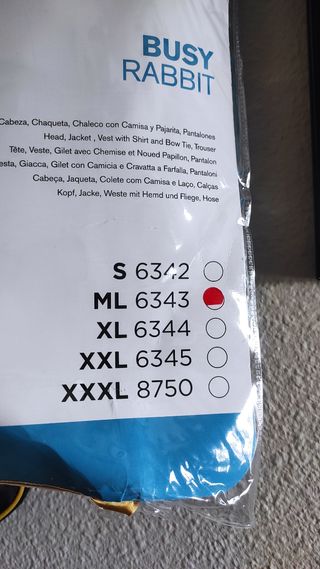 BUSY
RABBIT
Cabeza, Chaqueta, Chaleco con Camisa y Pajarita, Pantalones
Head, Jacket , Vest with Shirt and Bow Tie, Trouser
Tête, Veste, Gilet avec Chemise et Noued Papillon, Pantalon
Giacca, Gilet con Camicia e Cravatta a Farfalla, Pantaloni
Cabeça, Jaqueta, Colete com Camisa e Laço, Calças
Kopf, Jacke, Weste mit Hemd und Fliege, Hose
S 6342
ML 6343
XL 6344
XXL 6345
XXXL 8750